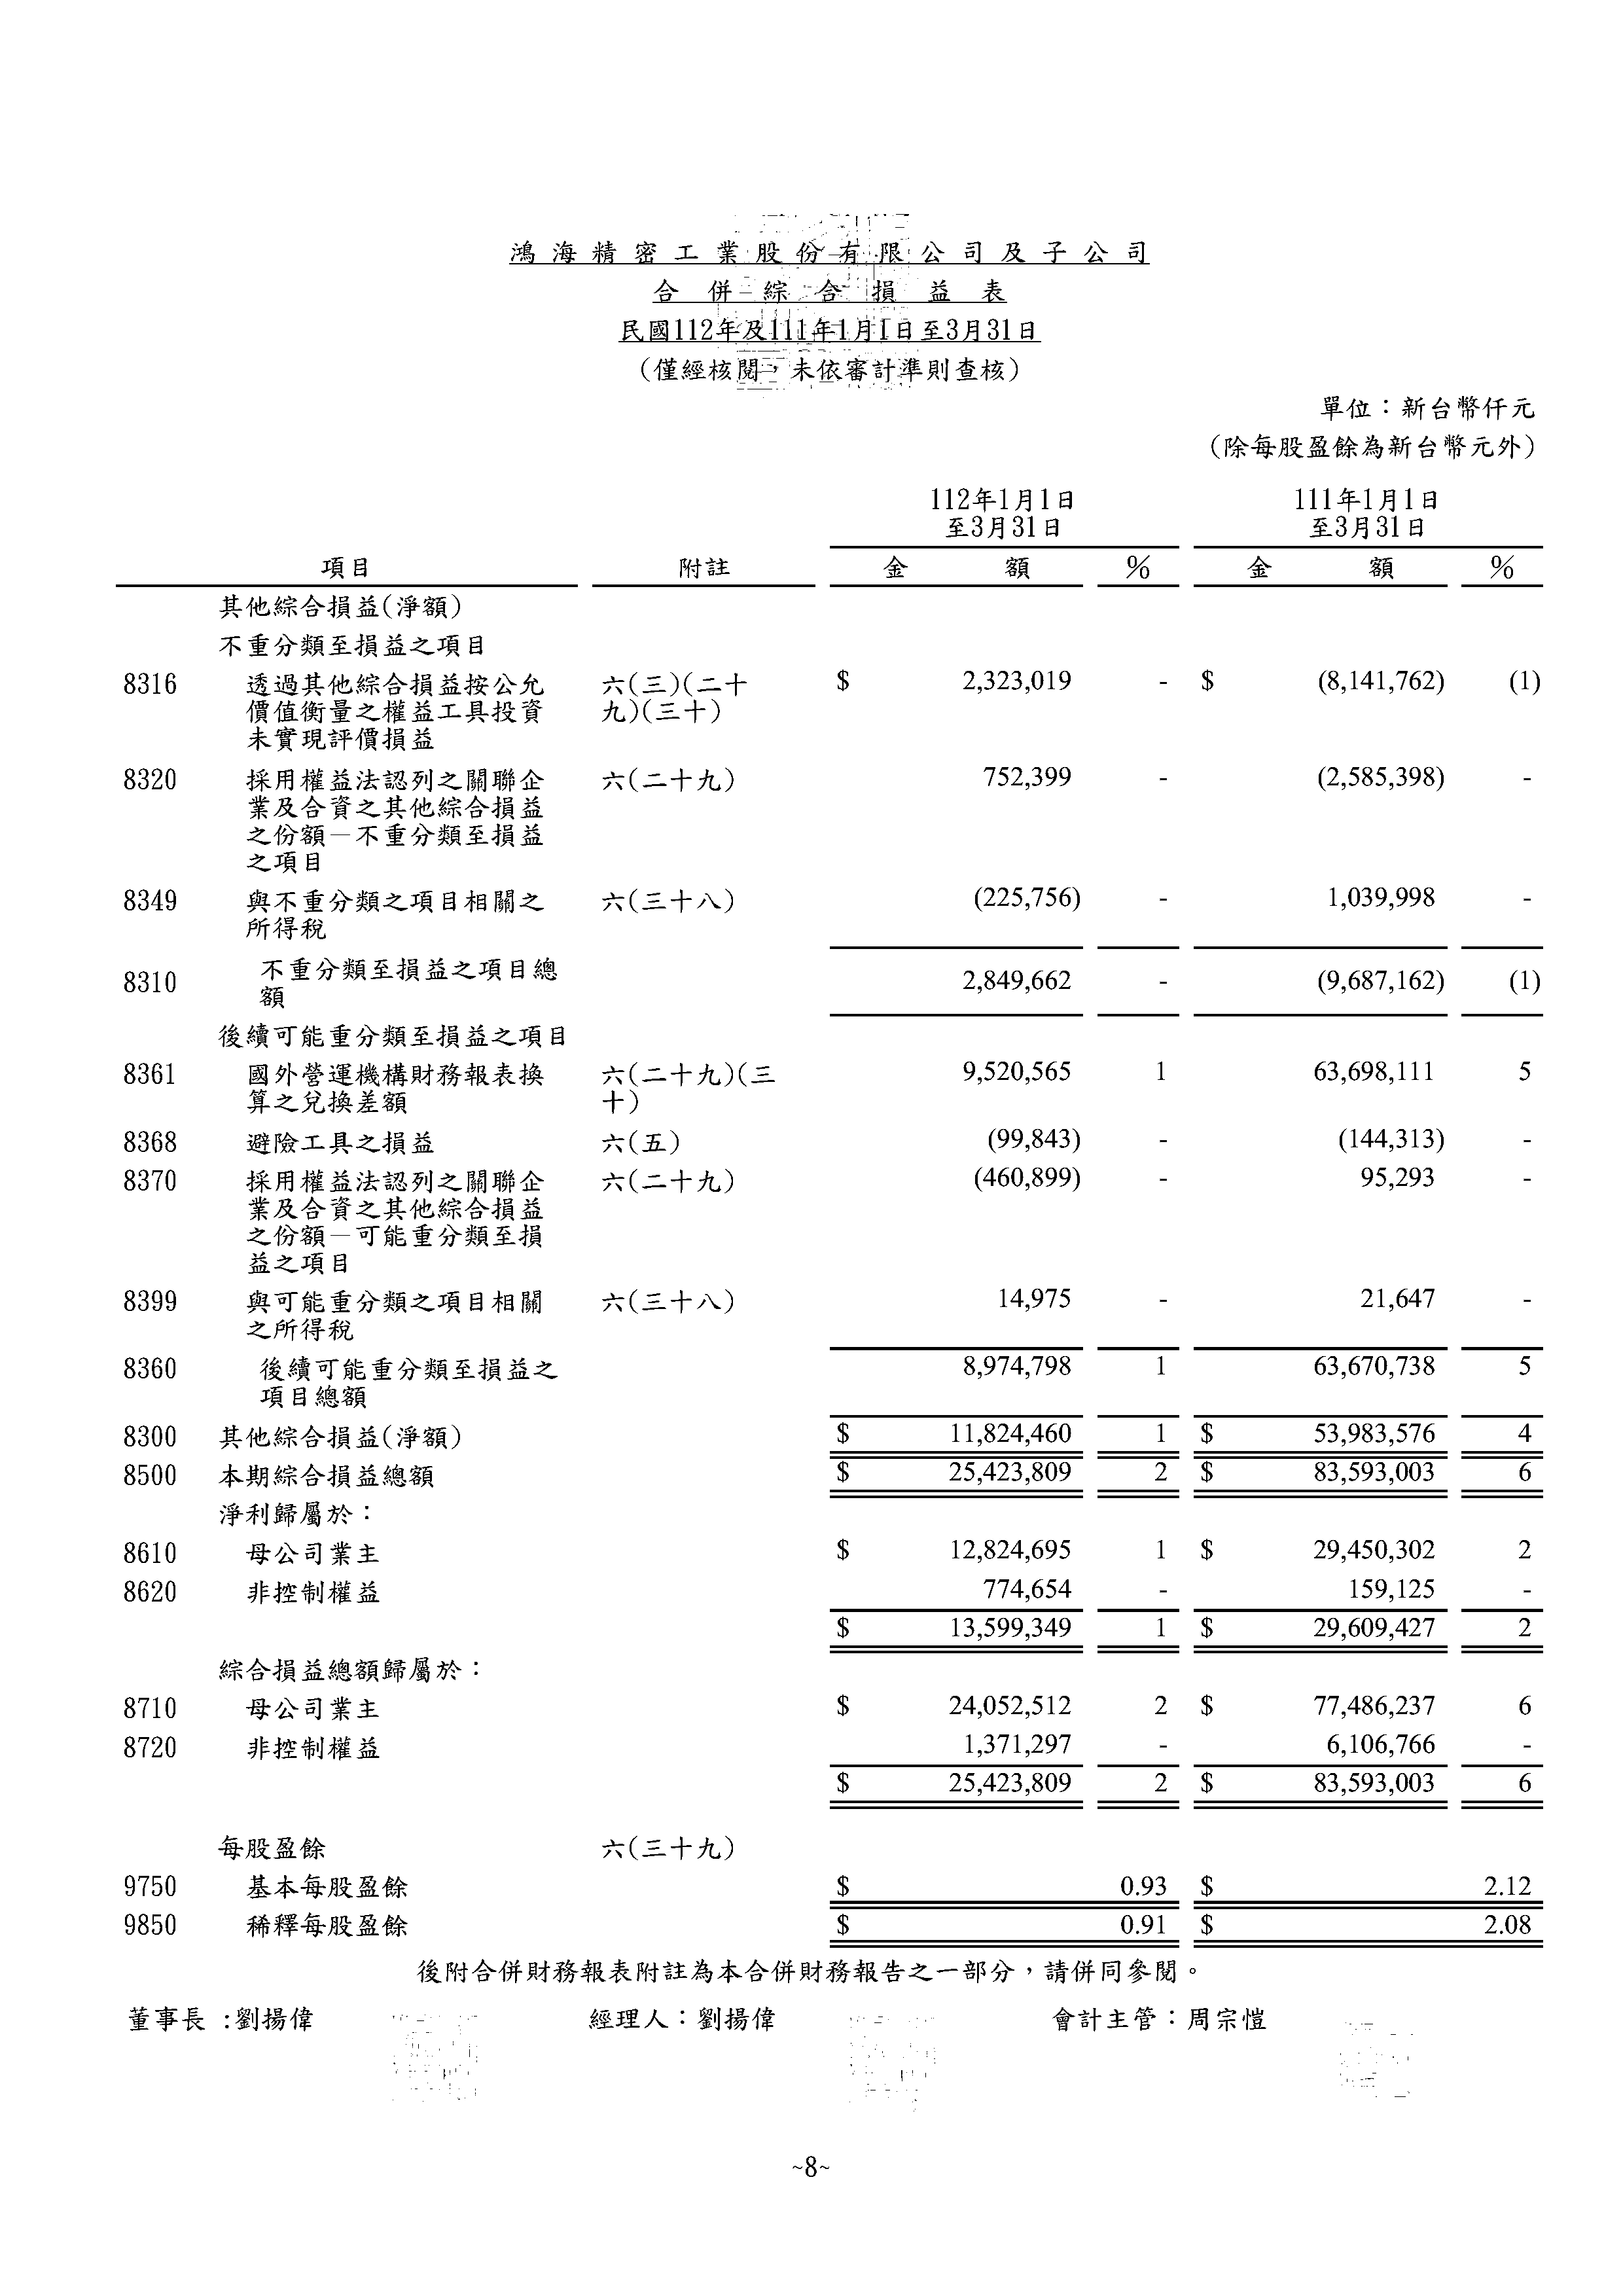 鴻海精密工業股份有限公司及子公司
合併綜合損益表
民國112年及111年1月1日至3月31日
(僅經核閱，未依審計準則查核)
單位：新台幣仟元
(除每股盈餘為新台幣元外)
112年1月1日 111年1月1日
至3月31日 至3月31日
項目 附註 金 額 % 金 額 %
其他綜合損益(淨額)
不重分類至損益之項目
8316 透過其他綜合損益按公允 六(三)(二十 $ 2,323,019 - $ (8,141,762) (1)
價值衡量之權益工具投資 九)(三十)
未實現評價損益
8320 採用權益法認列之關聯企 六(二十九) 752,399 - (2,585,398) -
業及合資之其他綜合損益
之份額－不重分類至損益
之項目
8349 與不重分類之項目相關之 六(三十八) (225,756) - 1,039,998 -
所得稅
8310 不重分類至損益之項目總 2,849,662 - (9,687,162) (1)
額
後續可能重分類至損益之項目
8361 國外營運機構財務報表換 六(二十九)(三 9,520,565 1 63,698,111 5
算之兌換差額 十)
8368 避險工具之損益 六(五) (99,843) - (144,313) -
8370 採用權益法認列之關聯企 六(二十九) (460,899) - 95,293 -
業及合資之其他綜合損益
之份額－可能重分類至損
益之項目
8399 與可能重分類之項目相關 六(三十八) 14,975 - 21,647 -
之所得稅
8360 後續可能重分類至損益之 8,974,798 1 63,670,738 5
項目總額
8300 其他綜合損益(淨額) $ 11,824,460 1 $ 53,983,576 4
8500 本期綜合損益總額 $ 25,423,809 2 $ 83,593,003 6
淨利歸屬於：
8610 母公司業主 $ 12,824,695 1 $ 29,450,302 2
8620 非控制權益 774,654 - 159,125 -
$ 13,599,349 1 $ 29,609,427 2
綜合損益總額歸屬於：
8710 母公司業主 $ 24,052,512 2 $ 77,486,237 6
8720 非控制權益 1,371,297 - 6,106,766 -
$ 25,423,809 2 $ 83,593,003 6
每股盈餘 六(三十九)
9750 基本每股盈餘 $ 0.93 $ 2.12
9850 稀釋每股盈餘 $ 0.91 $ 2.08
後附合併財務報表附註為本合併財務報告之一部分，請併同參閱。
董事長：劉揚偉 經理人：劉揚偉 會計主管：周宗愷
~8~